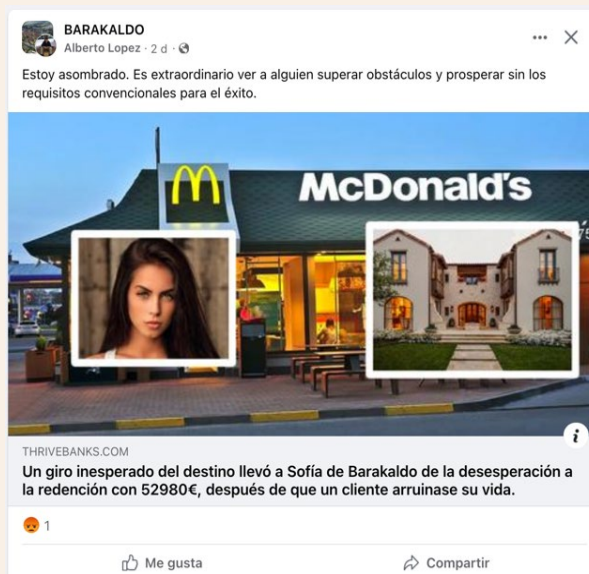 BARAKALDO
Alberto Lopez · 2 d ·
Estoy asombrado. Es extraordinario ver a alguien superar obstáculos y prosperar sin los
requisitos convencionales para el éxito.
McDonald's
THRIVEBANKS.COM
Un giro inesperado del destino llevó a Sofía de Barakaldo de la desesperación a
la redención con 52980€, después de que un cliente arruinase su vida.
1
Me gusta
Compartir